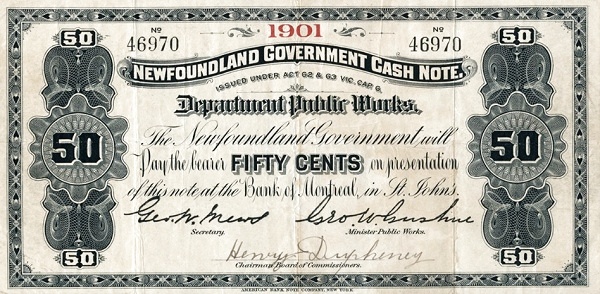 50 Nº 1901 Nº 50
46970 46970
NEWFOUNDLAND GOVERNMENT CASH NOTE.
ISSUED UNDER ACT 62 & 63 VIC. CAP 6.
Department Public Works.
The Newfoundland Government will
50 Pay the bearer FIFTY CENTS on presentation 50
of this note at the Bank of Montreal, in St. John's.
Geo. W. Mews
Secretary. Minister Public Works.
Henry
Chairman Board of Commissioners.
50 50
AMERICAN BANK NOTE COMPANY, NEW YORK.